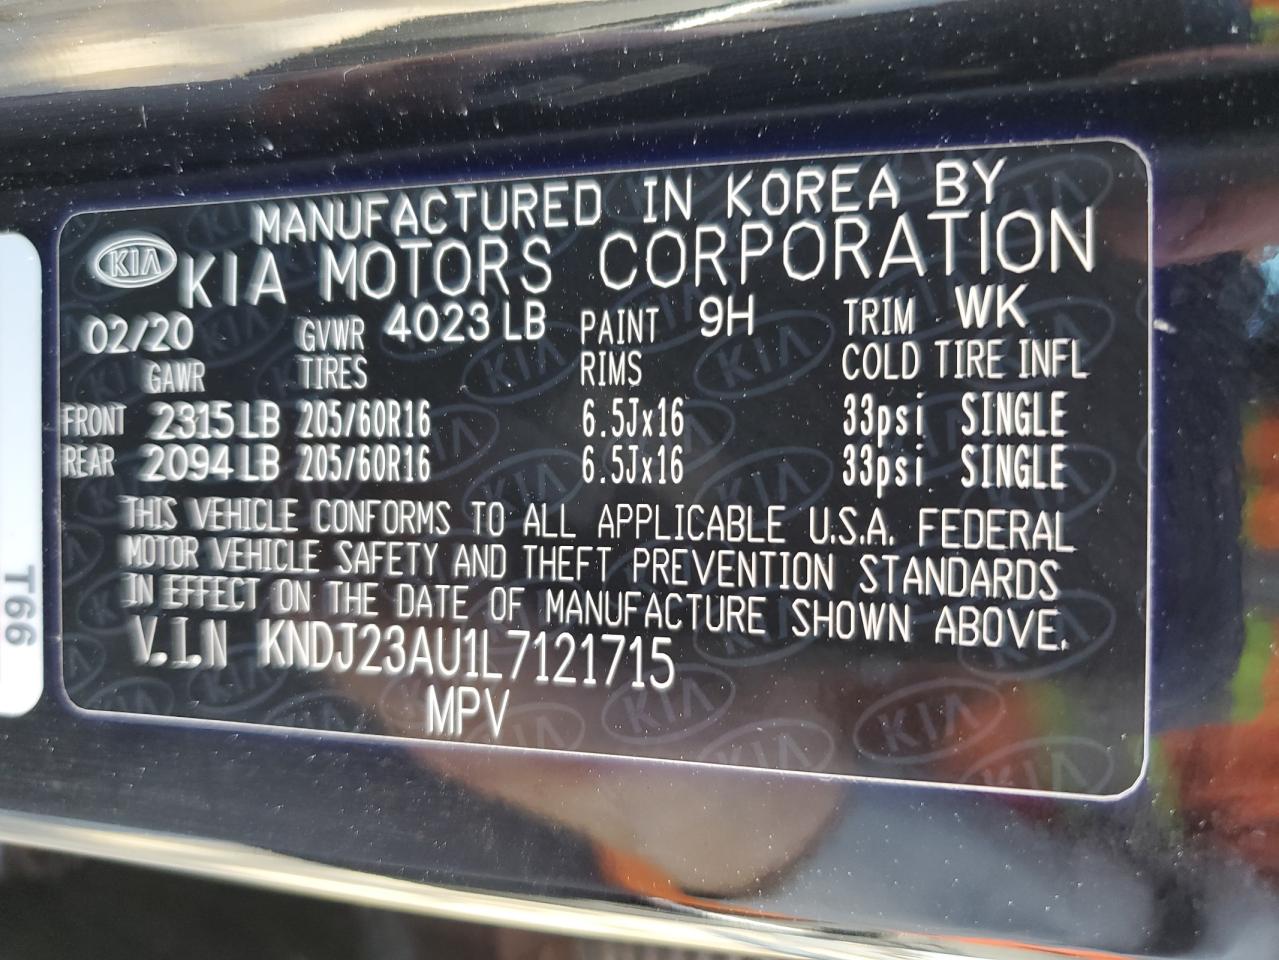 MANUFACTURED IN KOREA BY
KIA KIA MOTORS CORPORATION
02/20 GVWR 4023 LB PAINT 9H TRIM WK
GAWR TIRES RIMS COLD TIRE INFL
FRONT 2315 LB 205/60R16 6.5Jx16 33psi SINGLE
REAR 2094 LB 205/60R16 6.5Jx16 33psi SINGLE
THIS VEHICLE CONFORMS TO ALL APPLICABLE U.S.A. FEDERAL
MOTOR VEHICLE SAFETY AND THEFT PREVENTION STANDARDS
IN EFFECT ON THE DATE OF MANUFACTURE SHOWN ABOVE.
V.I.N KNDJ23AU1L7121715
MPV
T66